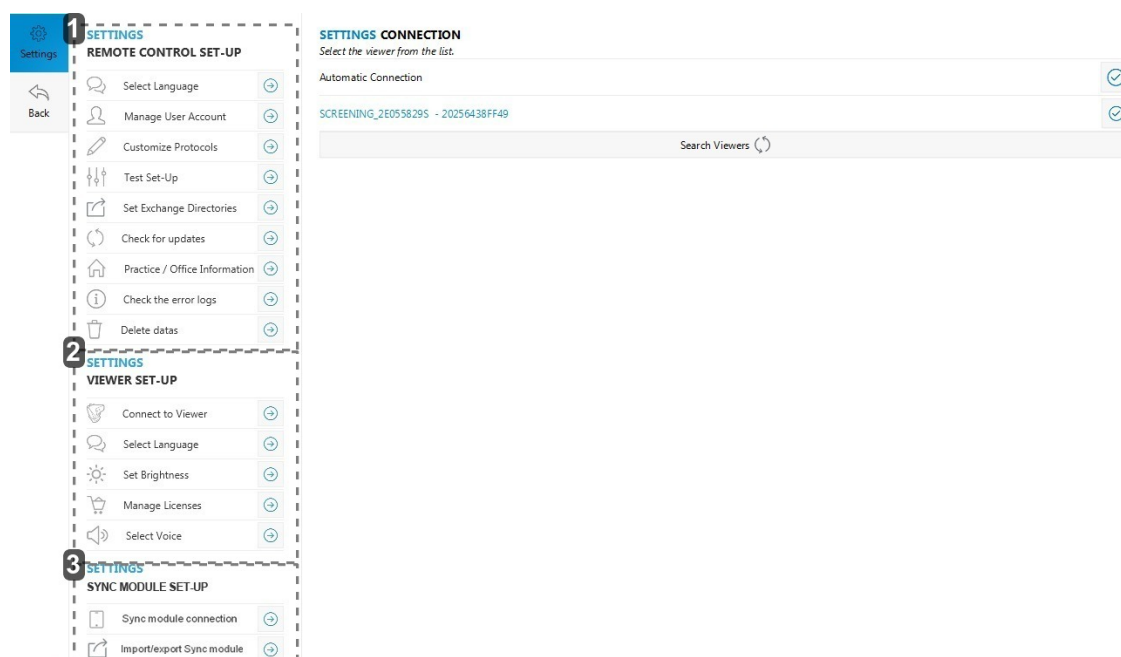 Settings
Back
1
SETTINGS
REMOTE CONTROL SET-UP
Select Language
Manage User Account
Customize Protocols
Test Set-Up
Set Exchange Directories
Check for updates
Practice / Office Information
Check the error logs
Delete datas
2
SETTINGS
VIEWER SET-UP
Connect to Viewer
Select Language
Set Brightness
Manage Licenses
Select Voice
3
SETTINGS
SYNC MODULE SET-UP
Sync module connection
Import/export Sync module
SETTINGS CONNECTION
Select the viewer from the list.
Automatic Connection
SCREENING_2E055829S - 20256438FF49
Search Viewers